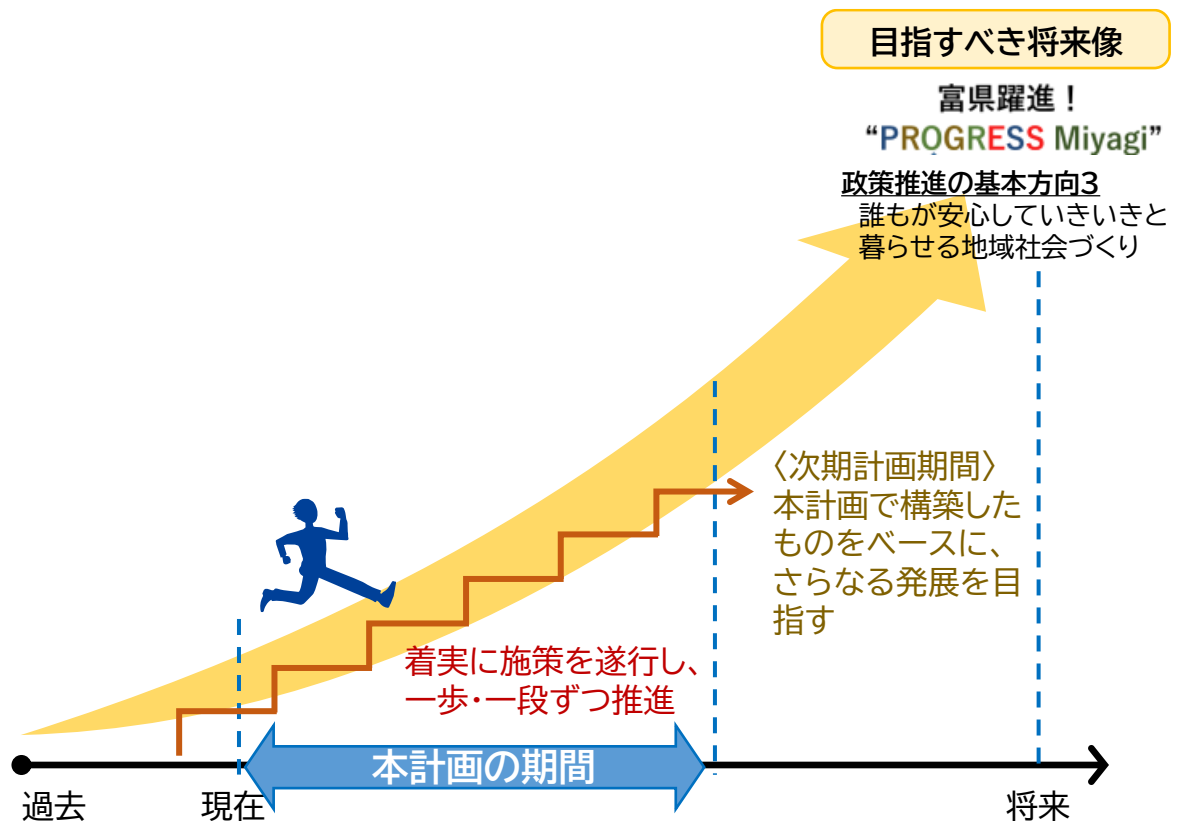 目指すべき将来像
富県躍進！
“PROGRESS Miyagi”
政策推進の基本方向3
誰もが安心していきいきと
暮らせる地域社会づくり
〈次期計画期間〉
本計画で構築した
ものをベースに、
さらなる発展を目
指す
着実に施策を遂行し、
一歩・一段ずつ推進
本計画の期間
過去
現在
将来